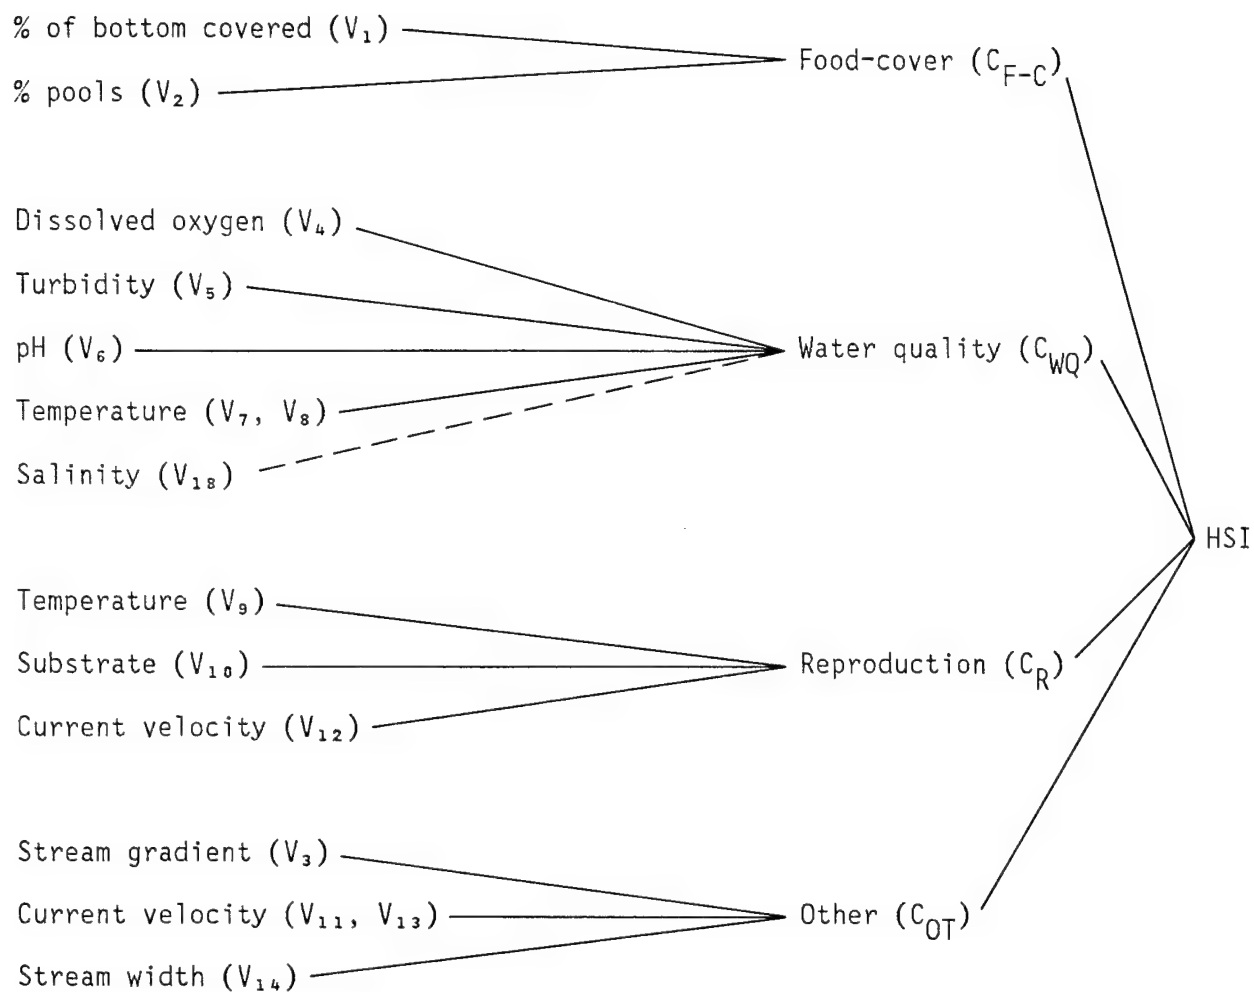 % of bottom covered (V₁)
Food-cover (C_F-C)
% pools (V₂)
Dissolved oxygen (V₄)
Turbidity (V₅)
pH (V₆)
Water quality (C_WQ)
Temperature (V₇, V₈)
Salinity (V₁₈)
HSI
Temperature (V₉)
Substrate (V₁₀)
Reproduction (C_R)
Current velocity (V₁₂)
Stream gradient (V₃)
Current velocity (V₁₁, V₁₃)
Other (C_OT)
Stream width (V₁₄)